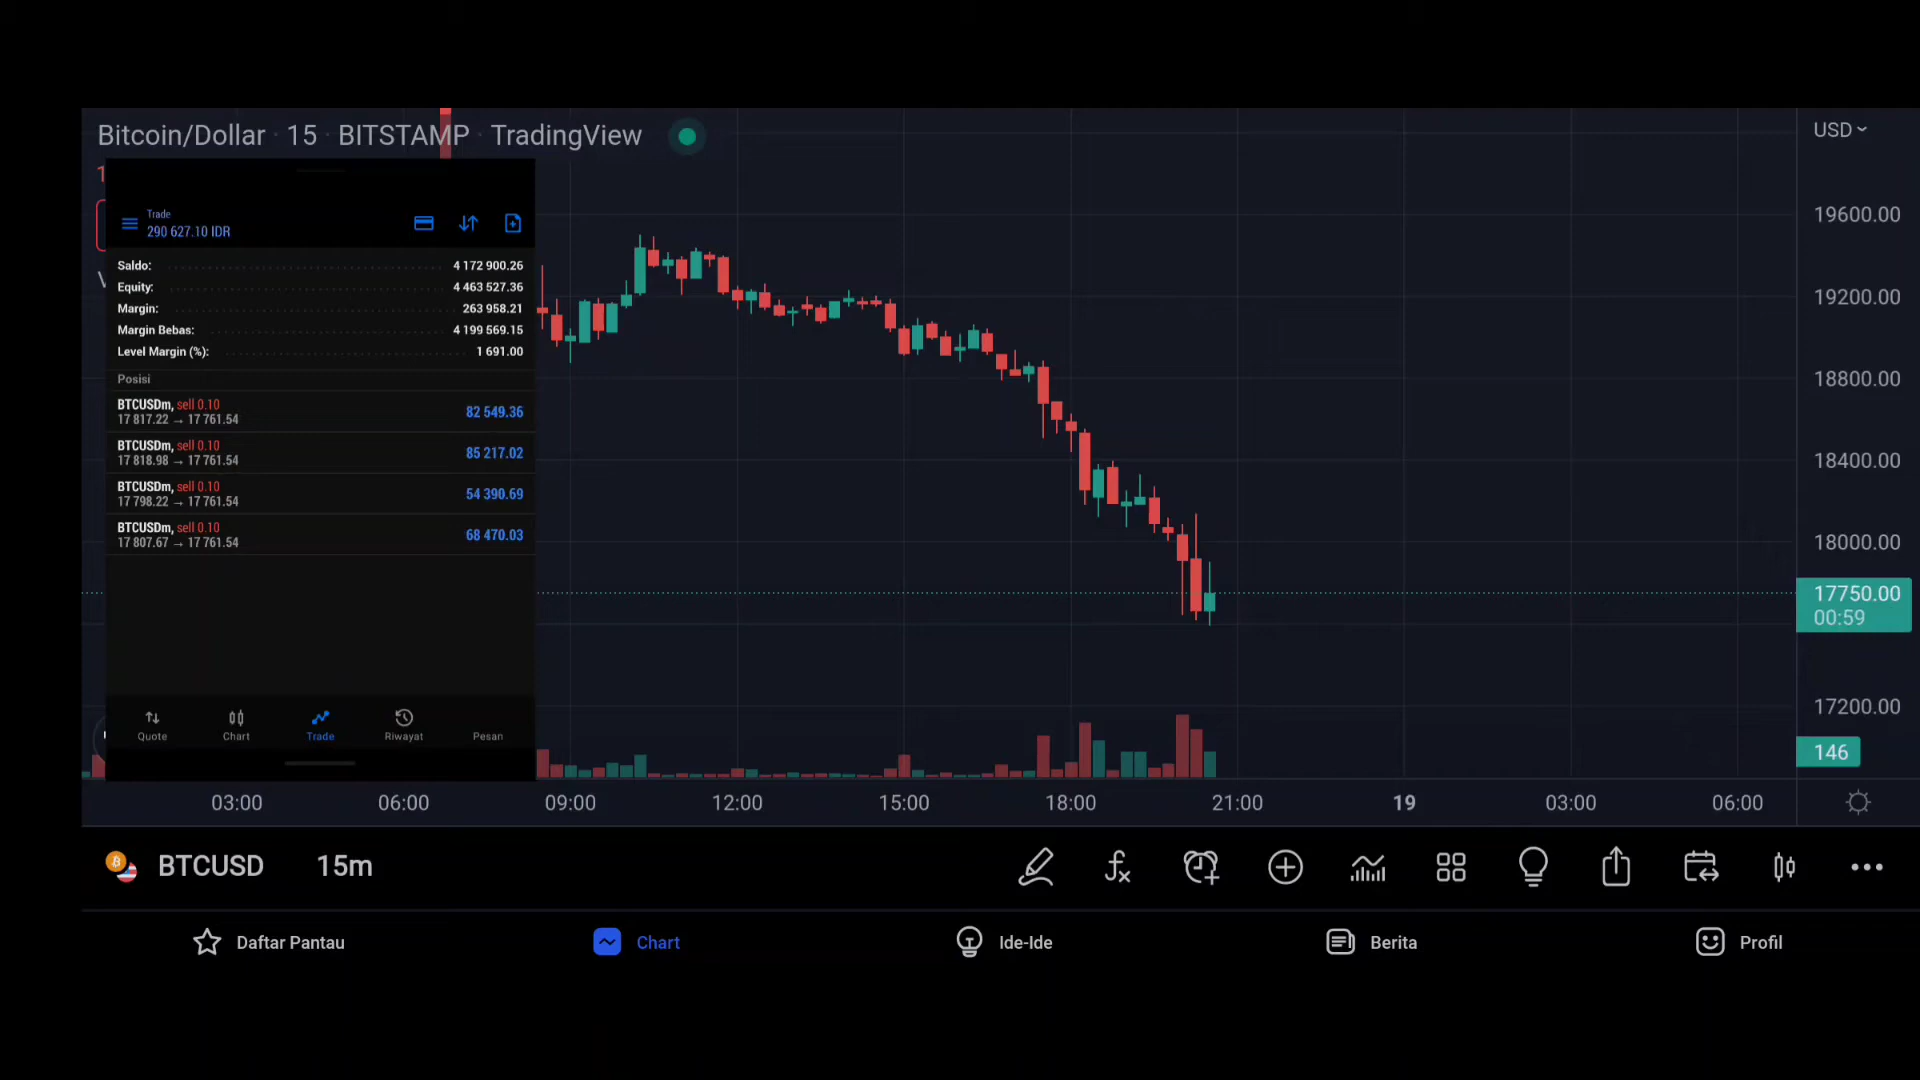 Bitcoin/Dollar · 15 · BITSTAMP · TradingView
USD
Trade
290 627.10 IDR
Saldo: 4 172 900.26
Equity: 4 463 527.36
Margin: 263 958.21
Margin Bebas: 4 199 569.15
Level Margin (%): 1 691.00
Posisi
BTCUSDm, sell 0.10 82 549.36
17 817.22 → 17 761.54
BTCUSDm, sell 0.10 85 217.02
17 818.98 → 17 761.54
BTCUSDm, sell 0.10 54 390.69
17 798.22 → 17 761.54
BTCUSDm, sell 0.10 68 470.03
17 807.67 → 17 761.54
Quote Chart Trade Riwayat Pesan
19600.00
19200.00
18800.00
18400.00
18000.00
17750.00
00:59
17200.00
146
03:00 06:00 09:00 12:00 15:00 18:00 21:00 19 03:00 06:00
BTCUSD 15m
Daftar Pantau Chart Ide-Ide Berita Profil